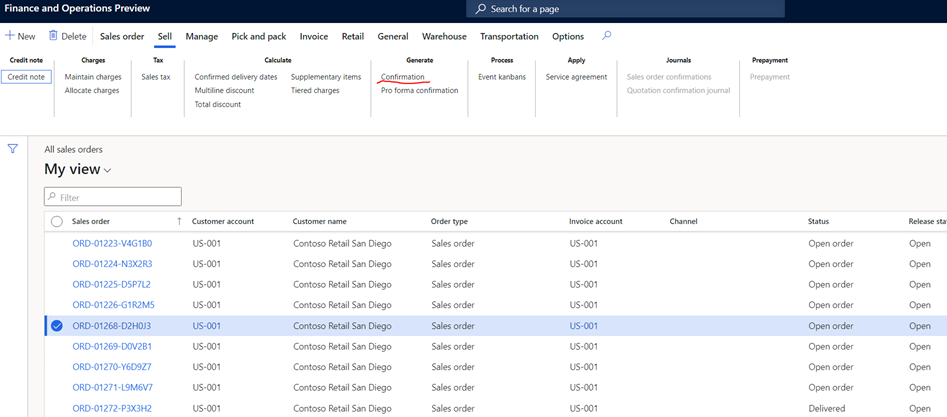 Finance and Operations Preview
Search for a page
New Delete Sales order Sell Manage Pick and pack Invoice Retail General Warehouse Transportation Options
Credit note Charges Tax Calculate Generate Process Apply Journals Prepayment
Credit note Maintain charges Sales tax Confirmed delivery dates Supplementary items Confirmation Event kanbans Service agreement Sales order confirmations Prepayment
Allocate charges Multiline discount Tiered charges Pro forma confirmation Quotation confirmation journal
Total discount
All sales orders
My view
Filter
Sales order Customer account Customer name Order type Invoice account Channel Status Release sta
ORD-01223-V4G1B0 US-001 Contoso Retail San Diego Sales order US-001 Open order Open
ORD-01224-N3X2R3 US-001 Contoso Retail San Diego Sales order US-001 Open order Open
ORD-01225-D5P7L2 US-001 Contoso Retail San Diego Sales order US-001 Open order Open
ORD-01226-G1R2M5 US-001 Contoso Retail San Diego Sales order US-001 Open order Open
ORD-01268-D2H0J3 US-001 Contoso Retail San Diego Sales order US-001 Open order Open
ORD-01269-D0V2B1 US-001 Contoso Retail San Diego Sales order US-001 Open order Open
ORD-01270-Y6D9Z7 US-001 Contoso Retail San Diego Sales order US-001 Open order Open
ORD-01271-L9M6V7 US-001 Contoso Retail San Diego Sales order US-001 Open order Open
ORD-01272-P3X3H2 US-001 Contoso Retail San Diego Sales order US-001 Delivered Open